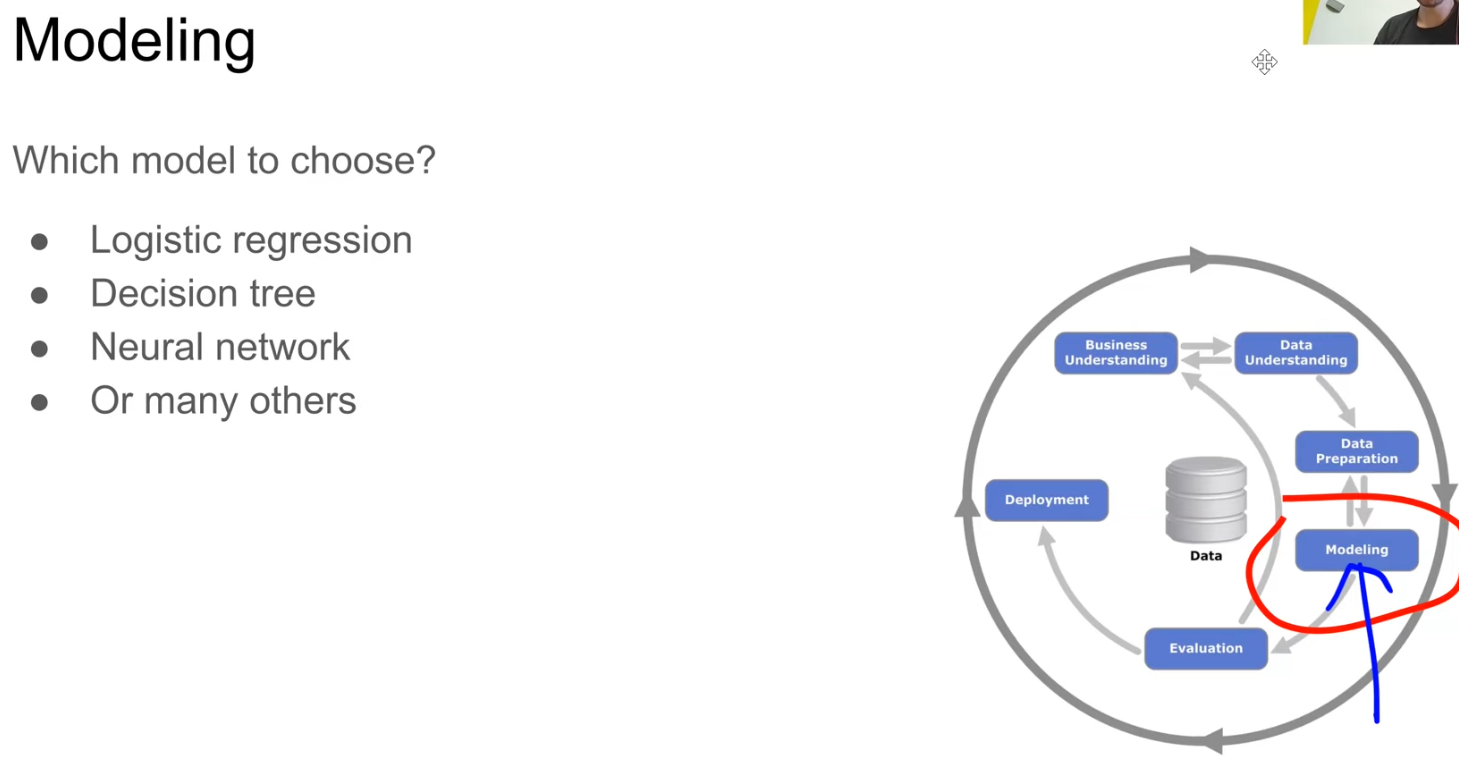 Modeling
Which model to choose?
● Logistic regression
● Decision tree
● Neural network
● Or many others
Business
Understanding
Data
Understanding
Data
Preparation
Deployment
Data
Modeling
Evaluation